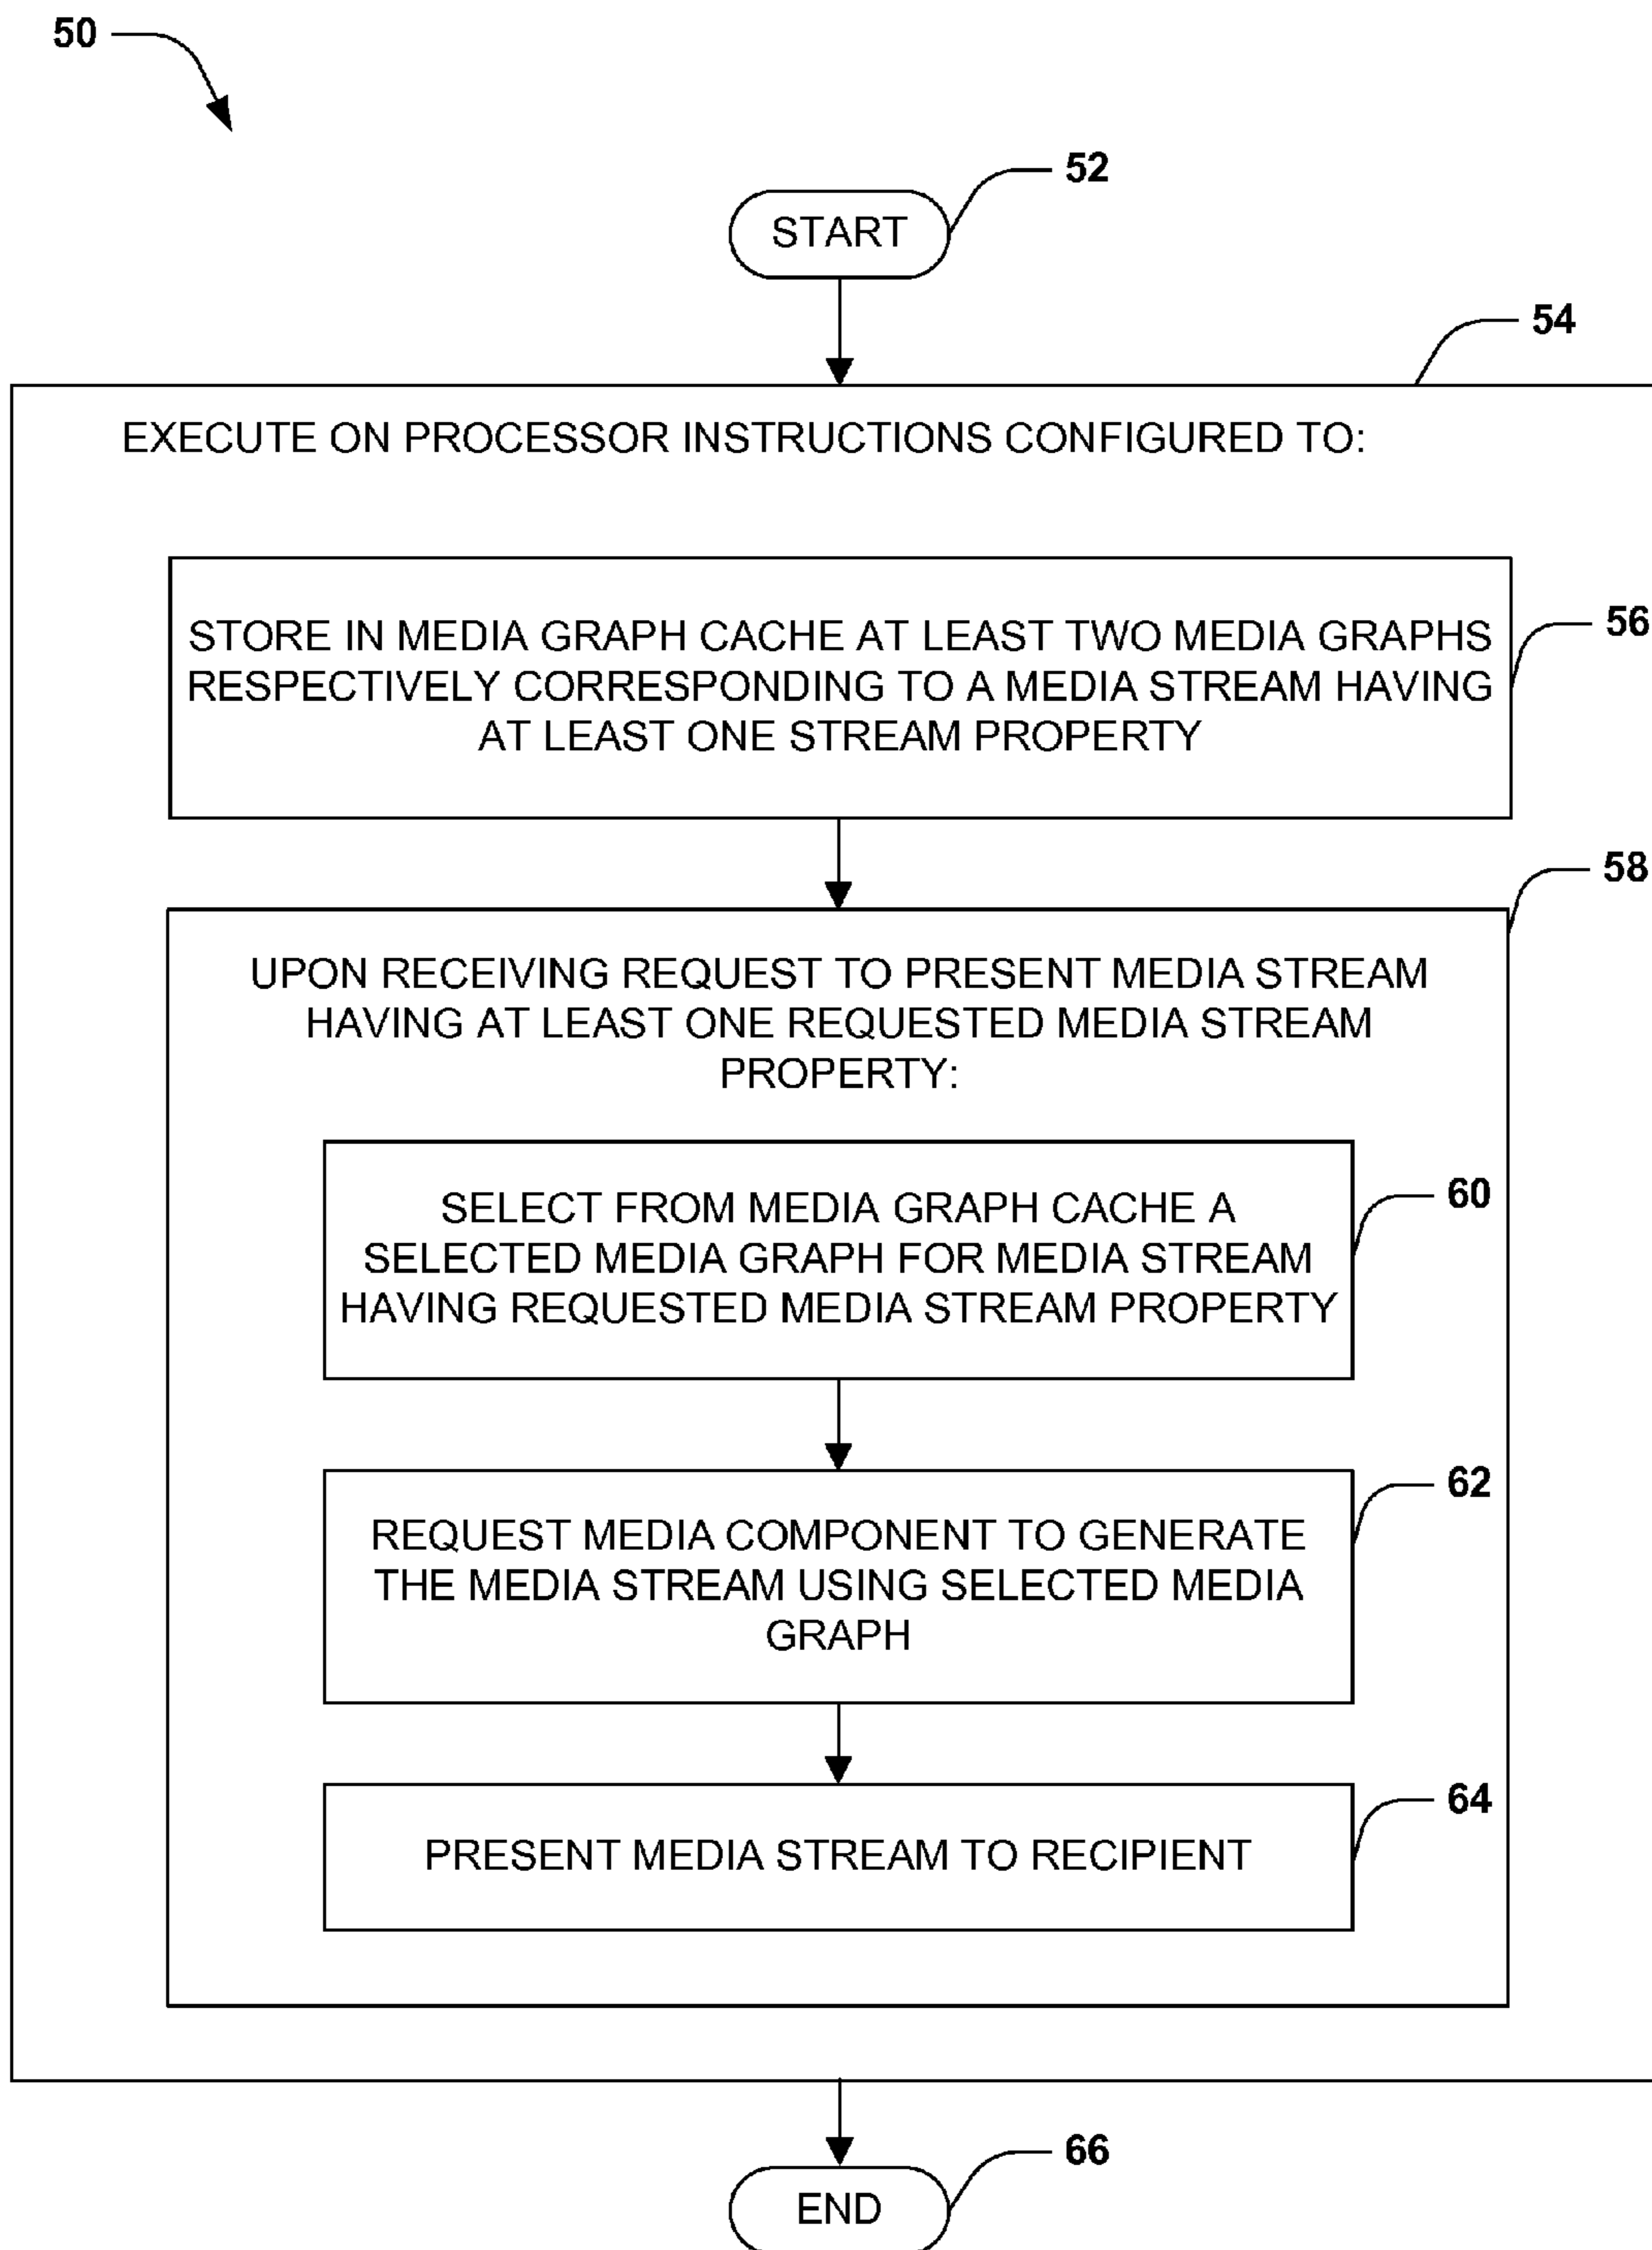 50
52
START
54
EXECUTE ON PROCESSOR INSTRUCTIONS CONFIGURED TO:
STORE IN MEDIA GRAPH CACHE AT LEAST TWO MEDIA GRAPHS
RESPECTIVELY CORRESPONDING TO A MEDIA STREAM HAVING
AT LEAST ONE STREAM PROPERTY
56
58
UPON RECEIVING REQUEST TO PRESENT MEDIA STREAM
HAVING AT LEAST ONE REQUESTED MEDIA STREAM
PROPERTY:
SELECT FROM MEDIA GRAPH CACHE A
SELECTED MEDIA GRAPH FOR MEDIA STREAM
HAVING REQUESTED MEDIA STREAM PROPERTY
60
REQUEST MEDIA COMPONENT TO GENERATE
THE MEDIA STREAM USING SELECTED MEDIA
GRAPH
62
PRESENT MEDIA STREAM TO RECIPIENT
64
66
END